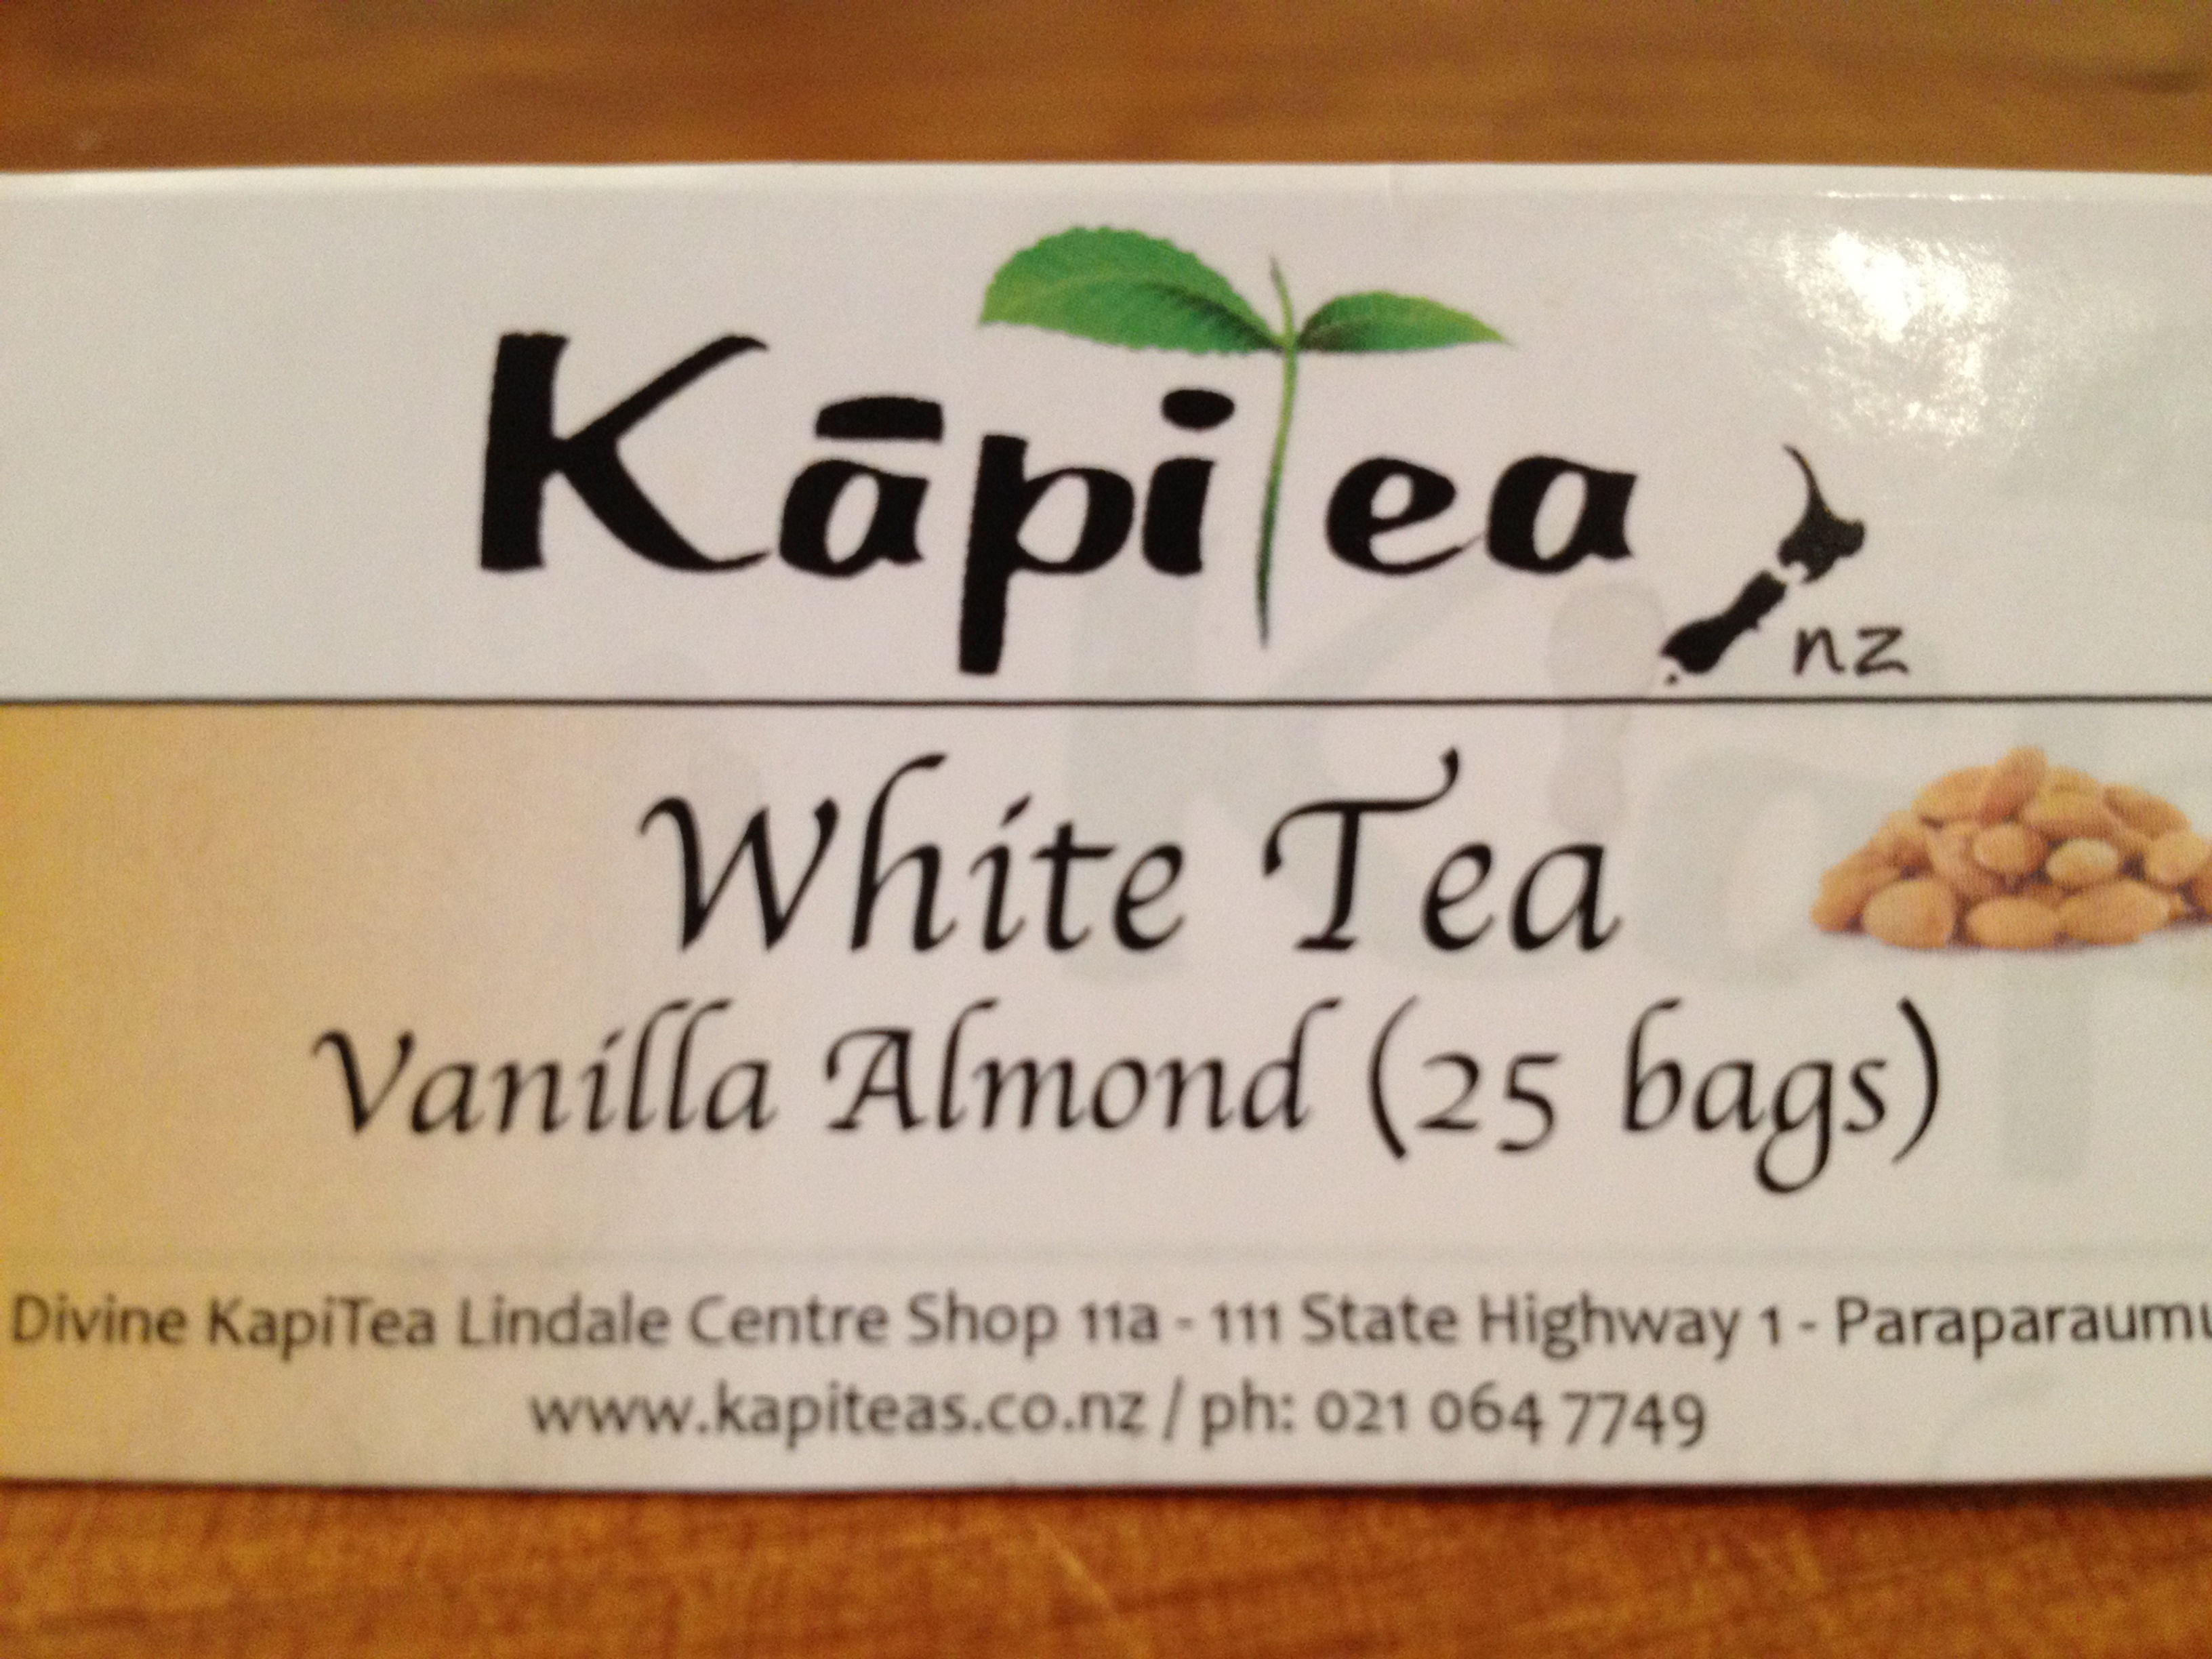 KāpiTea
nz
White Tea
Vanilla Almond (25 bags)
Divine KapiTea Lindale Centre Shop 11a - 111 State Highway 1 - Paraparaumu
www.kapiteas.co.nz / ph: 021 064 7749